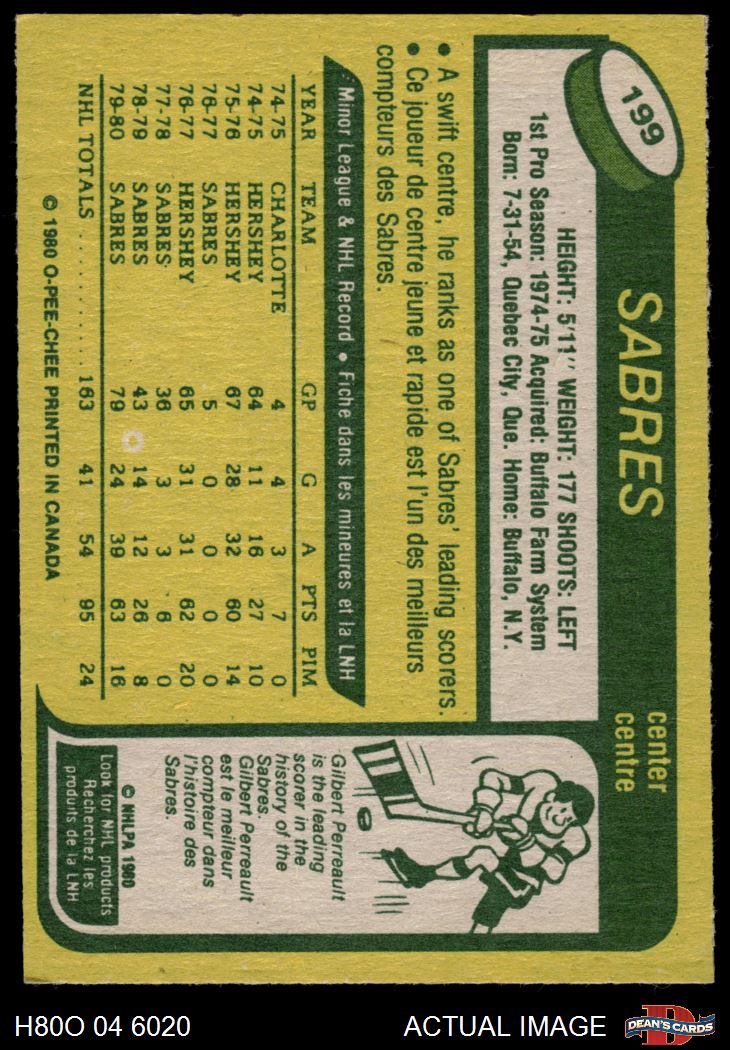 199
SABRES
center
centre
HEIGHT: 5'11" WEIGHT: 177 SHOOTS: LEFT
1st Pro Season: 1974-75 Acquired: Buffalo Farm System
Born: 7-31-54, Quebec City, Que. Home: Buffalo, N.Y.
• A swift centre, he ranks as one of Sabres' leading scorers.
• Ce joueur de centre jeune et rapide est l'un des meilleurs
compteurs des Sabres.
Minor League & NHL Record • Fiche dans les mineures et la LNH
YEAR TEAM GP G A PTS PIM
74-75 CHARLOTTE 4 4 3 7 0
74-75 HERSHEY 64 11 16 27 10
75-76 HERSHEY 67 28 32 60 14
76-77 SABRES 5 0 0 0 0
76-77 HERSHEY 65 31 31 62 20
77-78 SABRES 36 3 3 6 0
78-79 SABRES 43 14 12 26 8
79-80 SABRES 79 24 39 63 16
NHL TOTALS .......... 163 41 54 95 24
© 1980 O-PEE-CHEE PRINTED IN CANADA
Gilbert Perreault
is the leading
scorer in the
history of the
Sabres.
Gilbert Perreault
est le meilleur
compteur dans
l'histoire des
Sabres.
© NHLPA 1980
Look for NHL products
Recherchez les
produits de la LNH
H80O 04 6020
ACTUAL IMAGE
D
DEAN'S CARDS